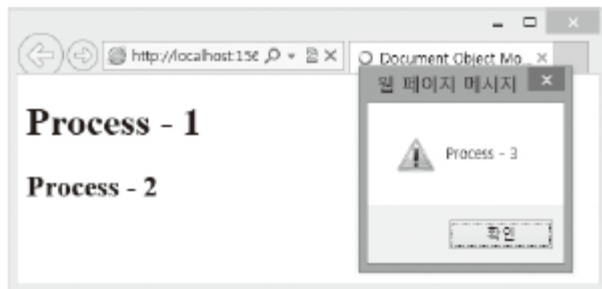 http://localhost:156
Document Object Mo...
웹 페이지 메시지
Process - 1
Process - 3
Process - 2
확인